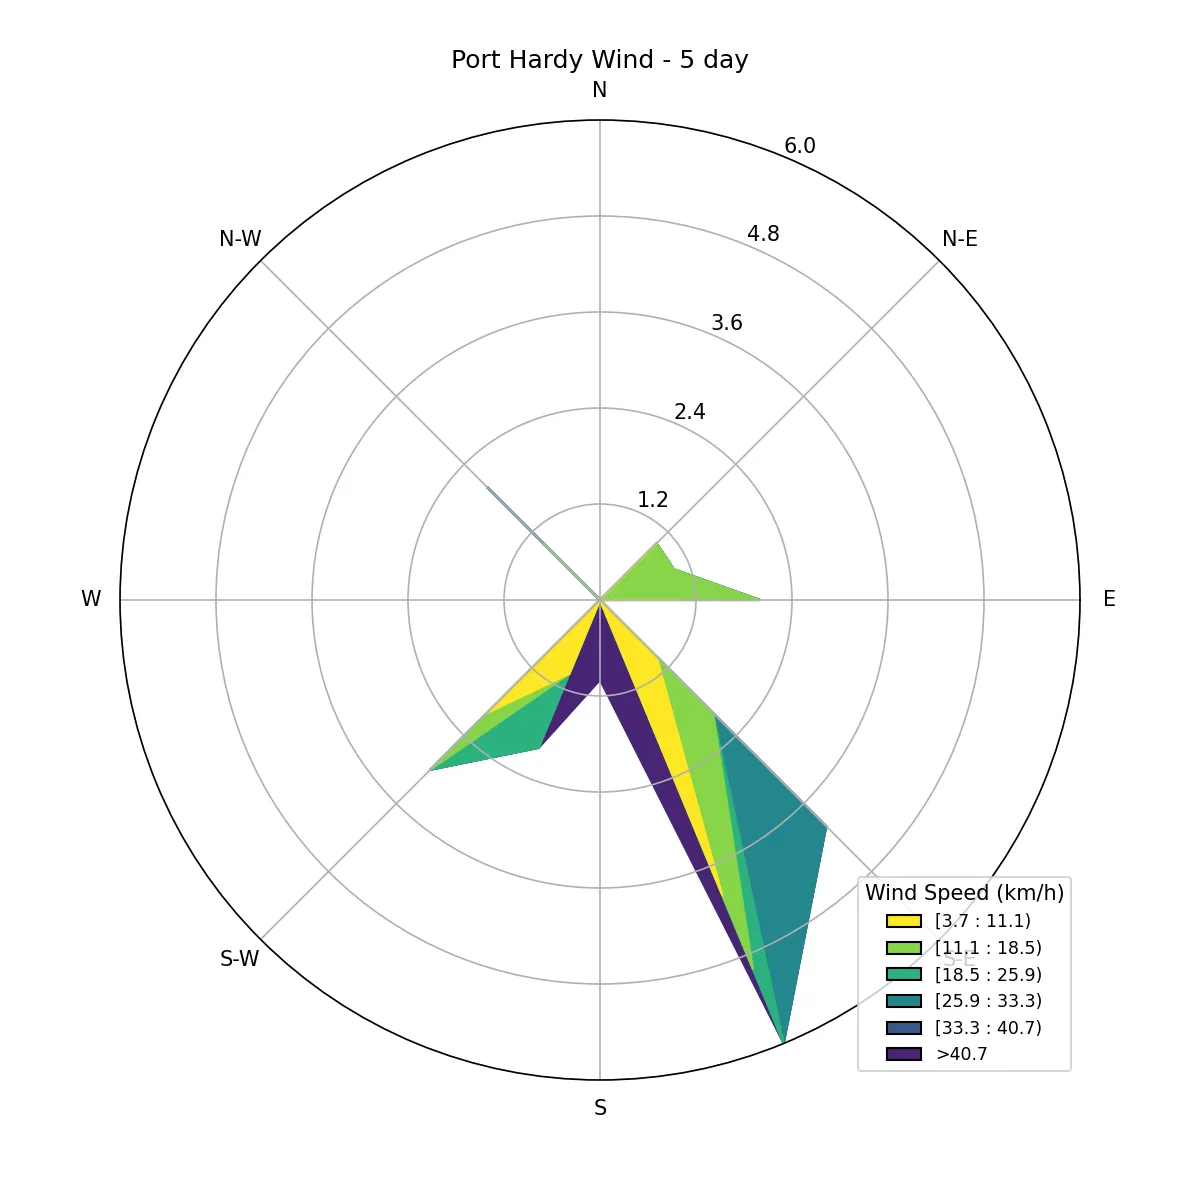 Port Hardy Wind - 5 day
N
6.0
N-W
4.8
N-E
3.6
2.4
1.2
W
E
Wind Speed (km/h)
[3.7 : 11.1)
[11.1 : 18.5)
S-W
S-E
[18.5 : 25.9)
[25.9 : 33.3)
[33.3 : 40.7)
>40.7
S